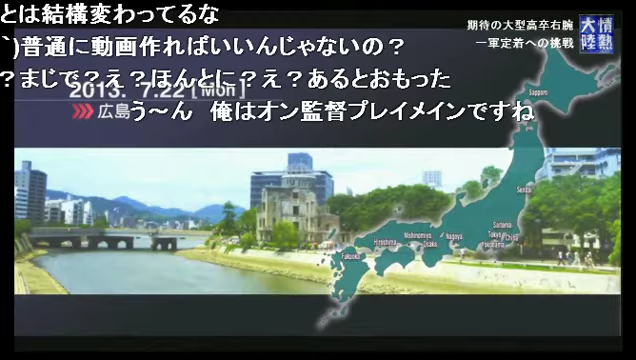 とは結構変わってるな
`)普通に動画作ればいいんじゃないの？
？まじで？え？ほんとに？え？あるとおもった
う～ん　俺はオン監督プレイメインですね
期待の大型高卒右腕
一軍定着への挑戦
情熱大陸
2013. 7.22 [Mon]
広島
Sapporo
Sendai
Saitama
Tokyo
Chiba
Yokohama
Nagoya
Nishinomiya
Osaka
Hiroshima
Fukuoka